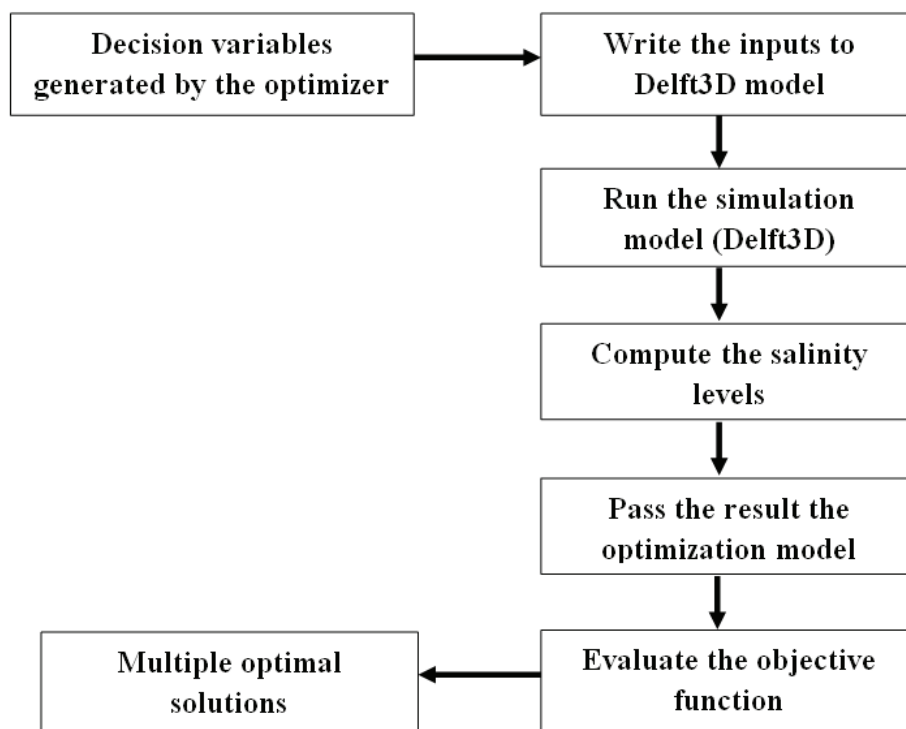 Decision variables
generated by the optimizer
Write the inputs to
Delft3D model
Run the simulation
model (Delft3D)
Compute the salinity
levels
Pass the result the
optimization model
Evaluate the objective
function
Multiple optimal
solutions